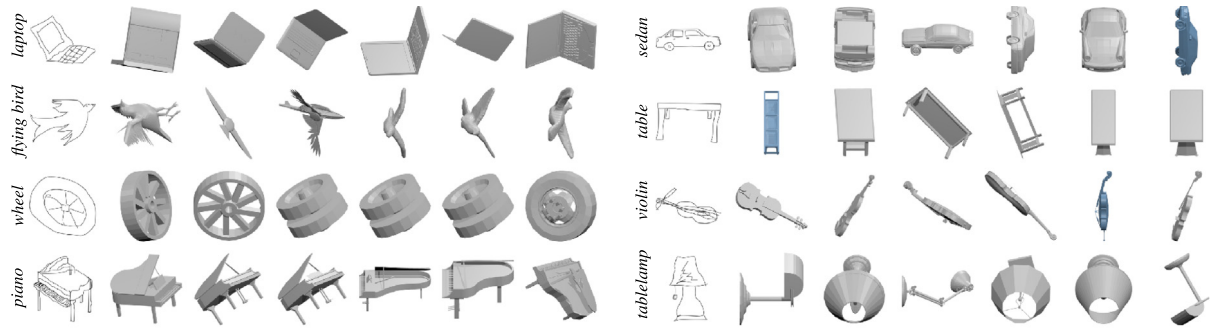 laptop
flying bird
wheel
piano
sedan
table
violin
tablelamp